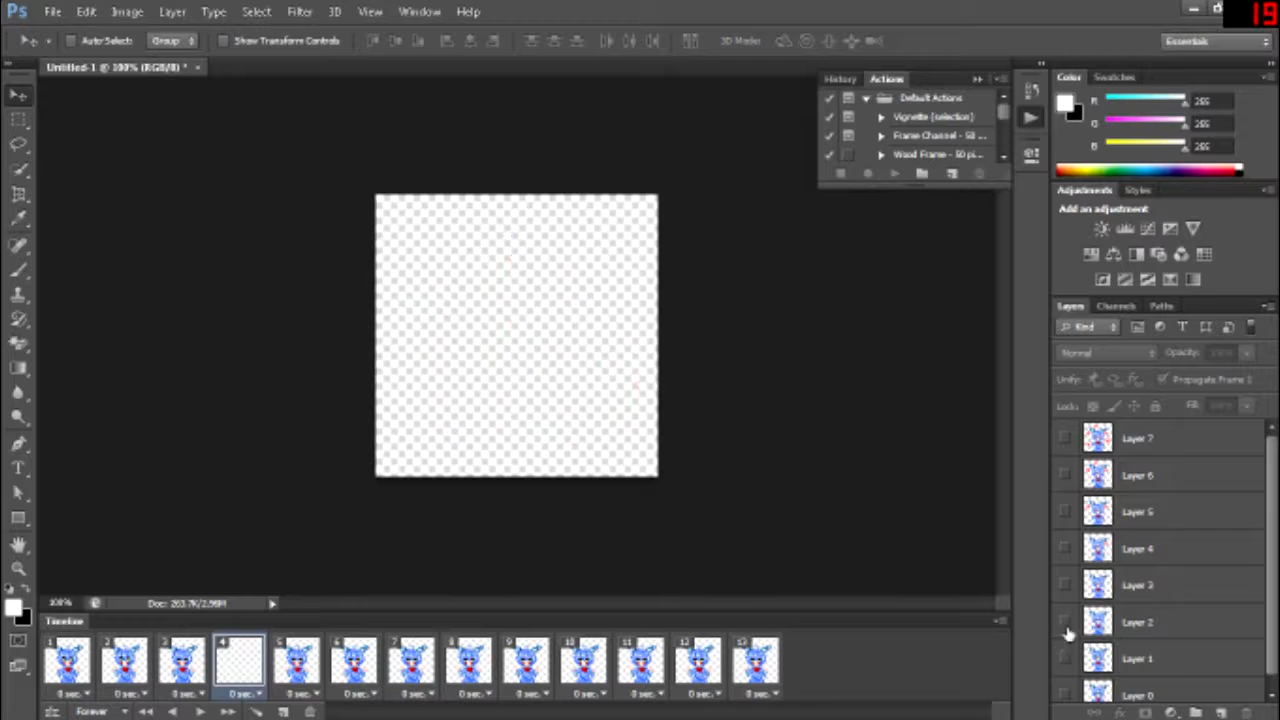 Ps File Edit Image Layer Type Select Filter 3D View Window Help
19
Auto-Select: Group Show Transform Controls 3D Mode: Essentials
Untitled-1 @ 100% (RGB/8) * ×
History Actions
Default Actions
Vignette (selection)
Frame Channel - 50 ...
Wood Frame - 50 pi...
Color Swatches
R 255
G 255
B 255
Adjustments Styles
Add an adjustment
Layers Channels Paths
Kind
Normal Opacity:
Unify: Propagate Frame 1
Lock: Fill:
Layer 7
Layer 6
Layer 5
Layer 4
Layer 3
Layer 2
Layer 1
Layer 0
100% Doc: 263.7K/2.99M
Timeline
1 2 3 4 5 6 7 8 9 10 11 12 13
0 sec. 0 sec. 0 sec. 0 sec. 0 sec. 0 sec. 0 sec. 0 sec. 0 sec. 0 sec. 0 sec. 0 sec. 0 sec.
Forever